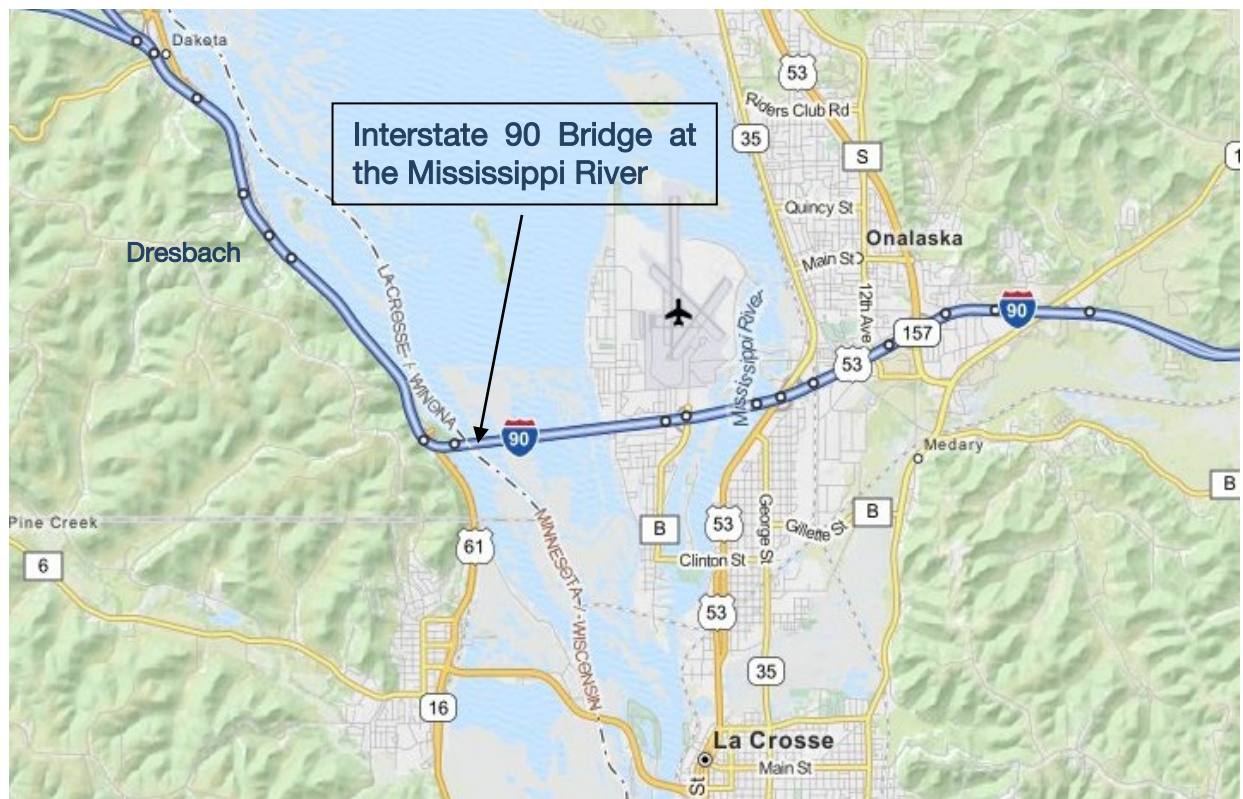 Dakota
53
Riders Club Rd
Interstate 90 Bridge at
the Mississippi River
35
S
1
Quincy St
Onalaska
Dresbach
Main St
LA CROSSE / WINONA
Mississippi River
12th Ave
90
157
53
90
Medary
B
George St
B
Pine Creek
53
Gillette St
B
61
MINNESOTA / WISCONSIN
Clinton St
6
53
35
16
La Crosse
Main St
St